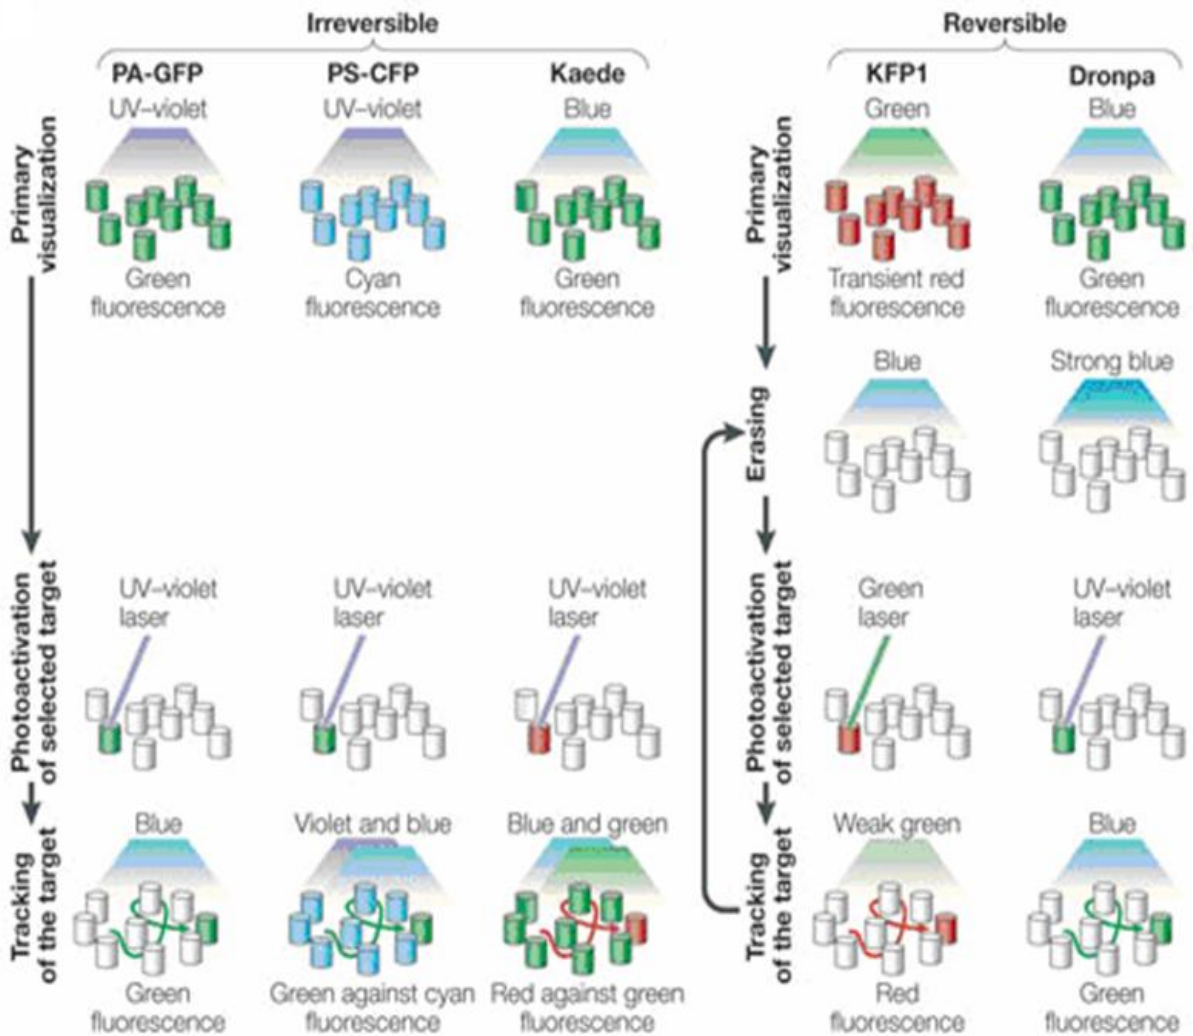 Irreversible
Reversible
PA-GFP
PS-CFP
Kaede
KFP1
Dronpa
UV–violet
UV–violet
Blue
Green
Blue
Primary
visualization
Primary
visualization
Green
fluorescence
Cyan
fluorescence
Green
fluorescence
Transient red
fluorescence
Green
fluorescence
Erasing
Blue
Strong blue
Photoactivation
of selected target
UV–violet
laser
UV–violet
laser
UV–violet
laser
Photoactivation
of selected target
Green
laser
UV–violet
laser
Tracking
of the target
Blue
Violet and blue
Blue and green
Tracking
of the target
Weak green
Blue
Green
fluorescence
Green against cyan
fluorescence
Red against green
fluorescence
Red
fluorescence
Green
fluorescence